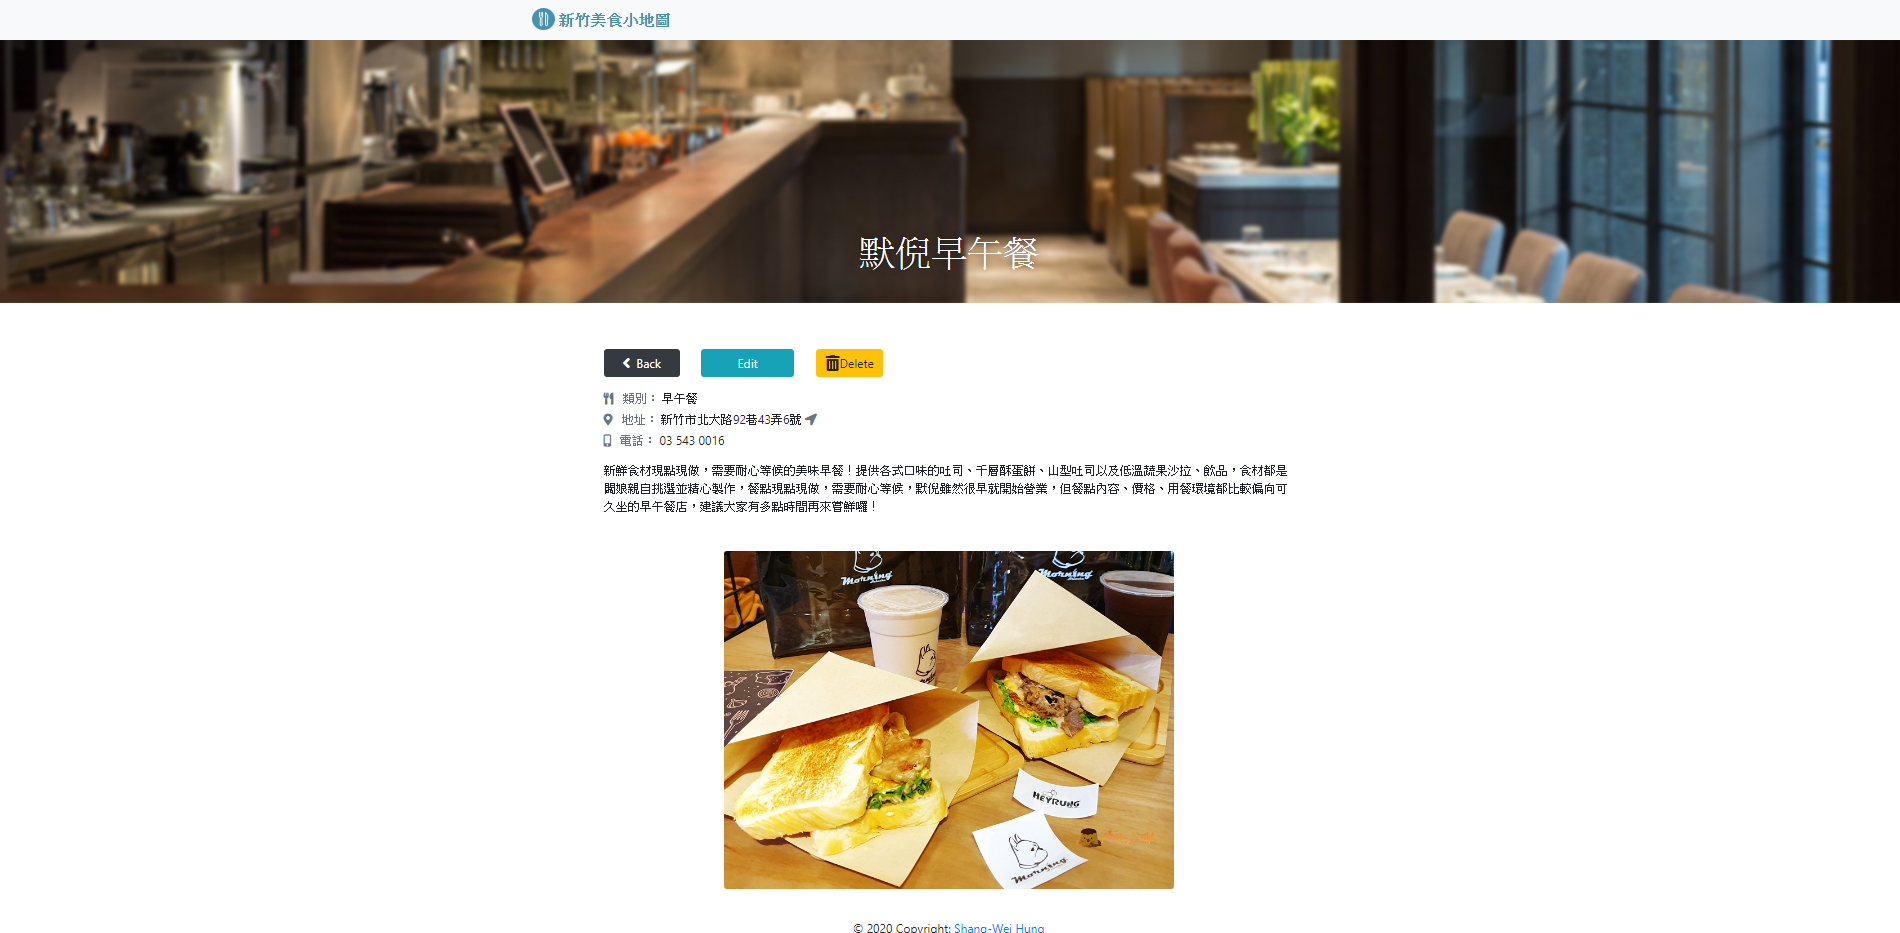 新竹美食小地圖
默倪早午餐
Back Edit Delete
類別： 早午餐
地址： 新竹市北大路92巷43弄6號
電話： 03 543 0016
新鮮食材現點現做，需要耐心等候的美味早餐！提供各式口味的吐司、千層酥蛋餅、山型吐司以及低溫蔬果沙拉、飲品，食材都是
闆娘親自挑選並精心製作，餐點現點現做，需要耐心等候，默倪雖然很早就開始營業，但餐點內容、價格、用餐環境都比較偏向可
久坐的早午餐店，建議大家有多點時間再來嘗鮮囉！
Morning
Morning
HEYRUNG
Morning
© 2020 Copyright: Shang-Wei Hung